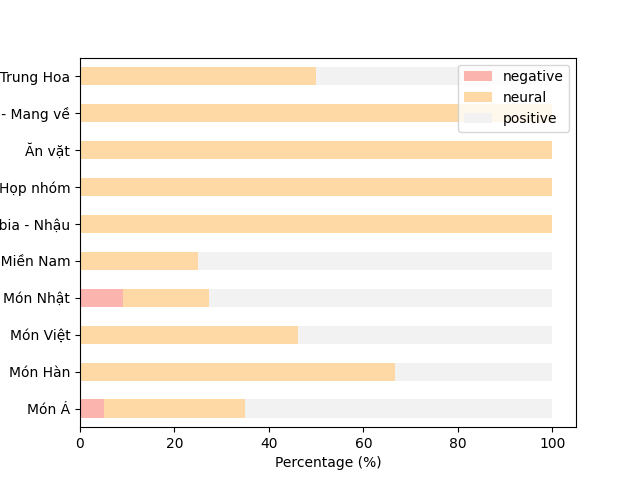 Trung Hoa
- Mang về
Ăn vặt
Họp nhóm
bia - Nhậu
Miền Nam
Món Nhật
Món Việt
Món Hàn
Món Á
negative
neural
positive
0 20 40 60 80 100
Percentage (%)